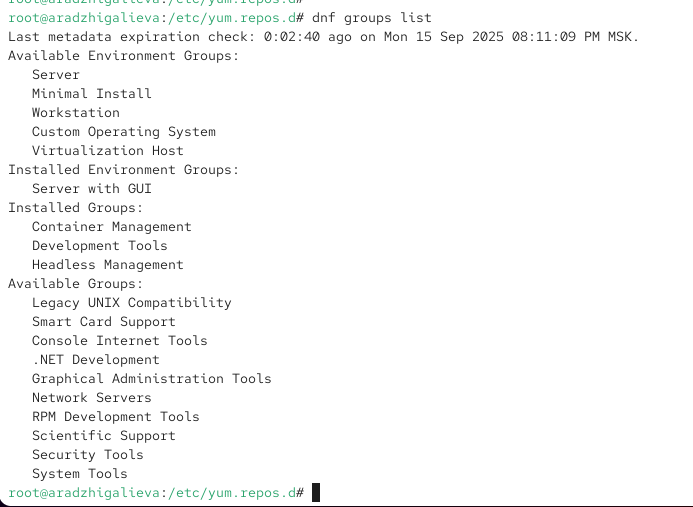 root@aradzhigalieva:/etc/yum.repos.d#
root@aradzhigalieva:/etc/yum.repos.d# dnf groups list
Last metadata expiration check: 0:02:40 ago on Mon 15 Sep 2025 08:11:09 PM MSK.
Available Environment Groups:
   Server
   Minimal Install
   Workstation
   Custom Operating System
   Virtualization Host
Installed Environment Groups:
   Server with GUI
Installed Groups:
   Container Management
   Development Tools
   Headless Management
Available Groups:
   Legacy UNIX Compatibility
   Smart Card Support
   Console Internet Tools
   .NET Development
   Graphical Administration Tools
   Network Servers
   RPM Development Tools
   Scientific Support
   Security Tools
   System Tools
root@aradzhigalieva:/etc/yum.repos.d#